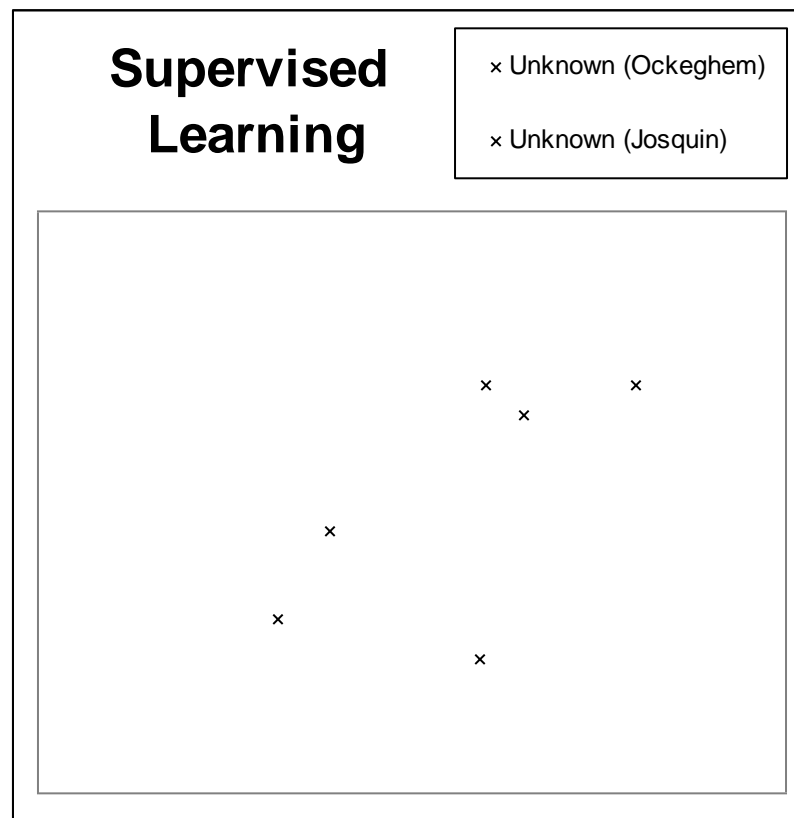 Supervised
Learning
× Unknown (Ockeghem)
× Unknown (Josquin)